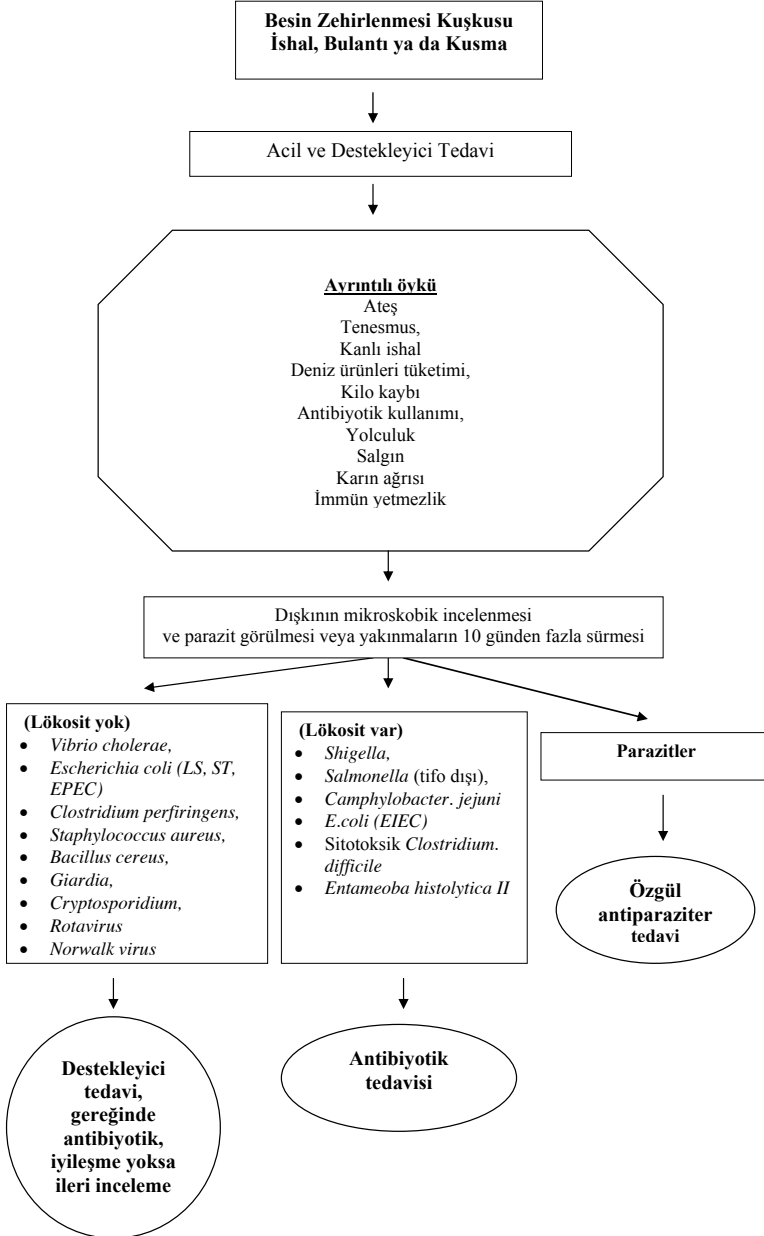 Besin Zehirlenmesi Kuşkusu
İshal, Bulantı ya da Kusma
Acil ve Destekleyici Tedavi
Ayrıntılı öykü
Ateş
Tenesmus,
Kanlı ishal
Deniz ürünleri tüketimi,
Kilo kaybı
Antibiyotik kullanımı,
Yolculuk
Salgın
Karın ağrısı
İmmün yetmezlik
Dışkının mikroskobik incelenmesi
ve parazit görülmesi veya yakınmaların 10 günden fazla sürmesi
(Lökosit yok)
• Vibrio cholerae,
• Escherichia coli (LS, ST,
EPEC)
• Clostridium perfiringens,
• Staphylococcus aureus,
• Bacillus cereus,
• Giardia,
• Cryptosporidium,
• Rotavirus
• Norwalk virus
(Lökosit var)
• Shigella,
• Salmonella (tifo dışı),
• Camphylobacter. jejuni
• E.coli (EIEC)
• Sitotoksik Clostridium.
difficile
• Entameoba histolytica II
Parazitler
Özgül
antiparaziter
tedavi
Destekleyici
tedavi,
gereğinde
antibiyotik,
iyileşme yoksa
ileri inceleme
Antibiyotik
tedavisi